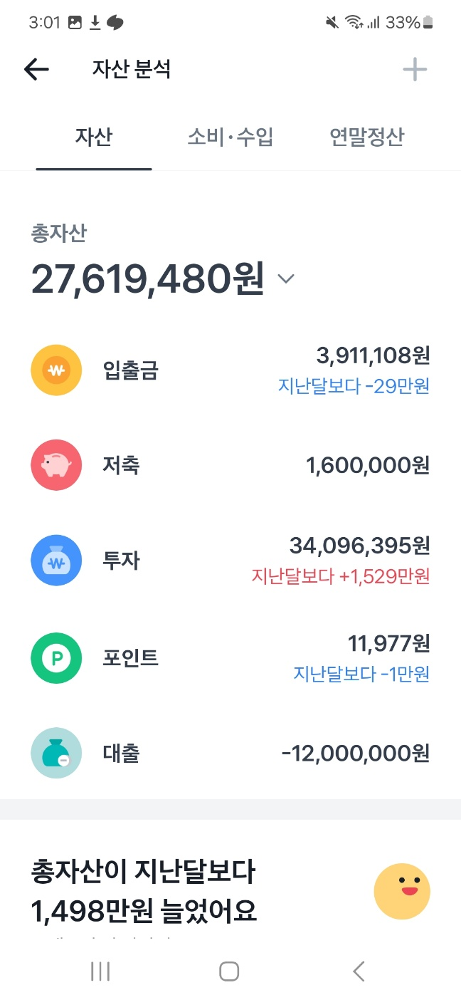 3:01
33%
자산 분석
자산
소비·수입
연말정산
총자산
27,619,480원
입출금
3,911,108원
지난달보다 -29만원
저축
1,600,000원
투자
34,096,395원
지난달보다 +1,529만원
포인트
11,977원
지난달보다 -1만원
대출
-12,000,000원
총자산이 지난달보다
1,498만원 늘었어요